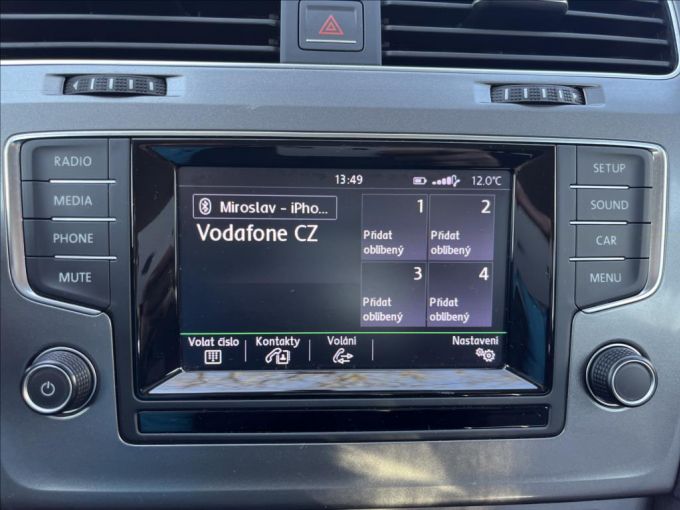 RADIO
MEDIA
PHONE
MUTE
13:49
12.0°C
Miroslav - iPho...
Vodafone CZ
1
Přidat
oblíbený
2
Přidat
oblíbený
3
Přidat
oblíbený
4
Přidat
oblíbený
Volat číslo
Kontakty
Volání
Nastavení
SETUP
SOUND
CAR
MENU